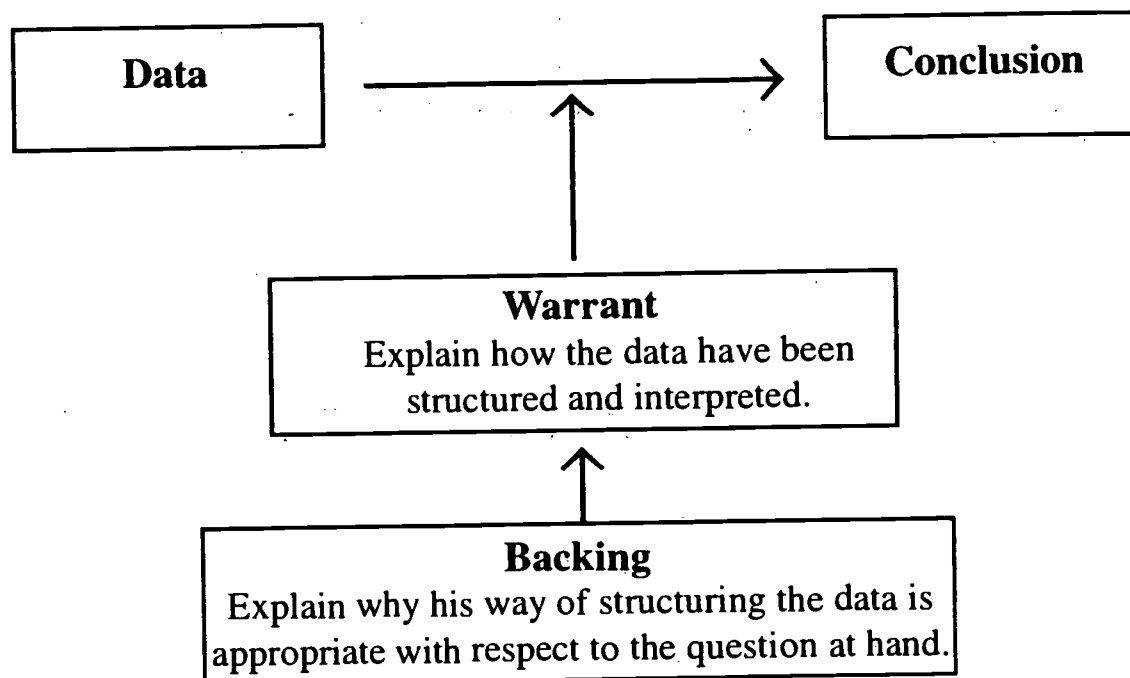 Data
Conclusion
Warrant
Explain how the data have been
structured and interpreted.
Backing
Explain why his way of structuring the data is
appropriate with respect to the question at hand.